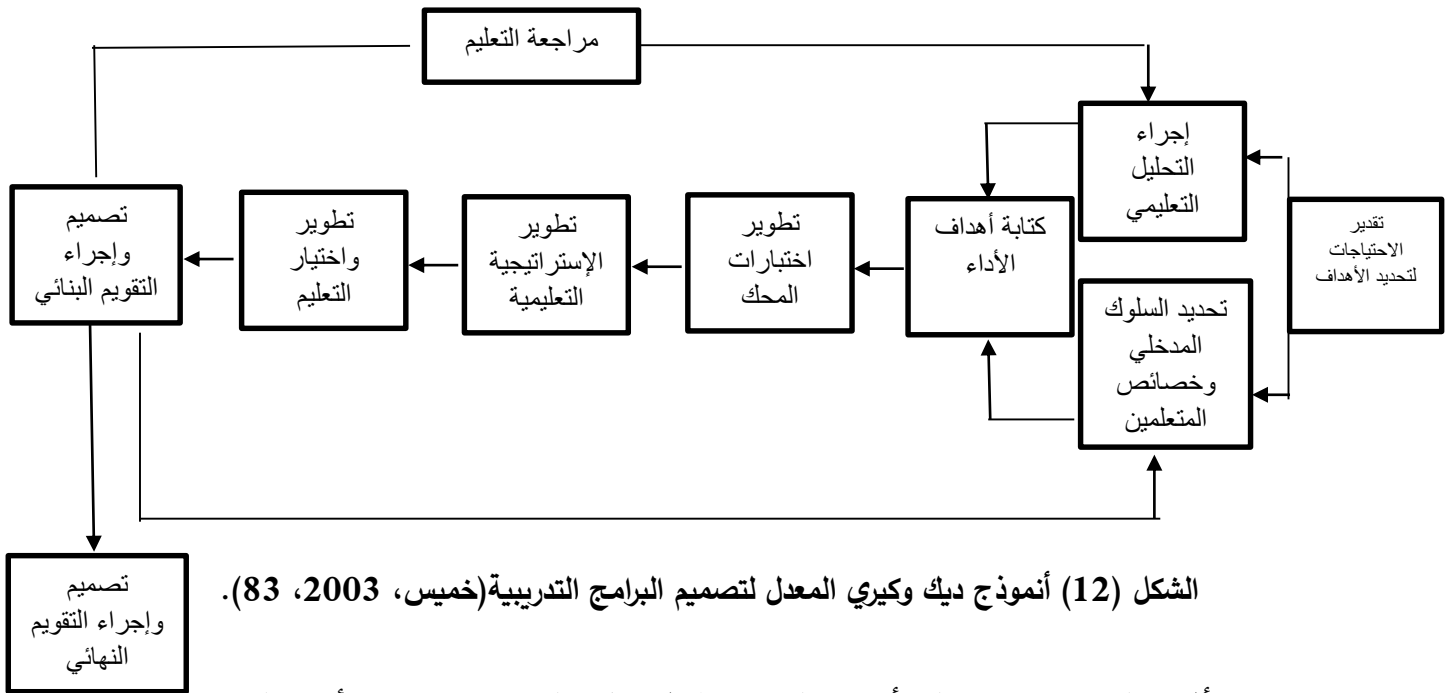 مراجعة التعليم
إجراء
التحليل
التعليمي
تقدير
الاحتياجات
لتحديد الأهداف
تحديد السلوك
المدخلي
وخصائص
المتعلمين
كتابة أهداف
الأداء
تطوير
اختبارات
المحك
تطوير
الإستراتيجية
التعليمية
تطوير
واختيار
التعليم
تصميم
وإجراء
التقويم البنائي
تصميم
وإجراء التقويم
النهائي
الشكل (12) أنموذج ديك وكيري المعدل لتصميم البرامج التدريبية(خميس، 2003، 83).